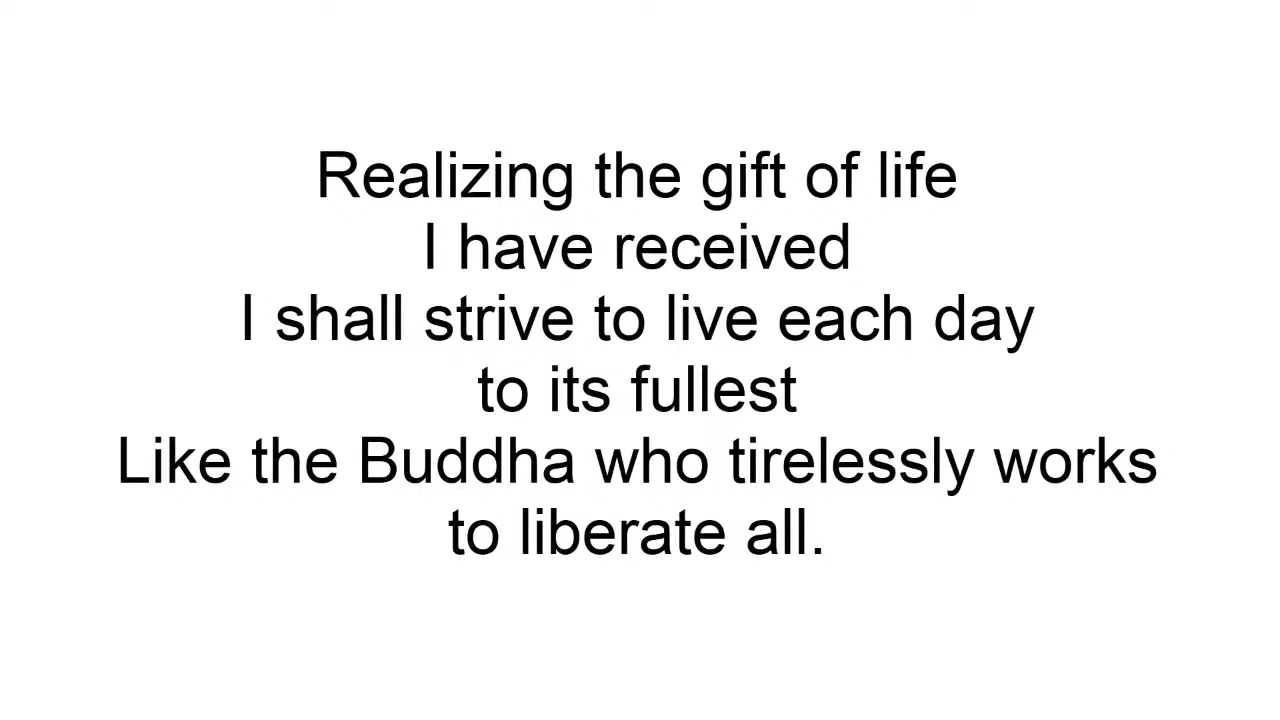 Realizing the gift of life
I have received
I shall strive to live each day
to its fullest
Like the Buddha who tirelessly works
to liberate all.